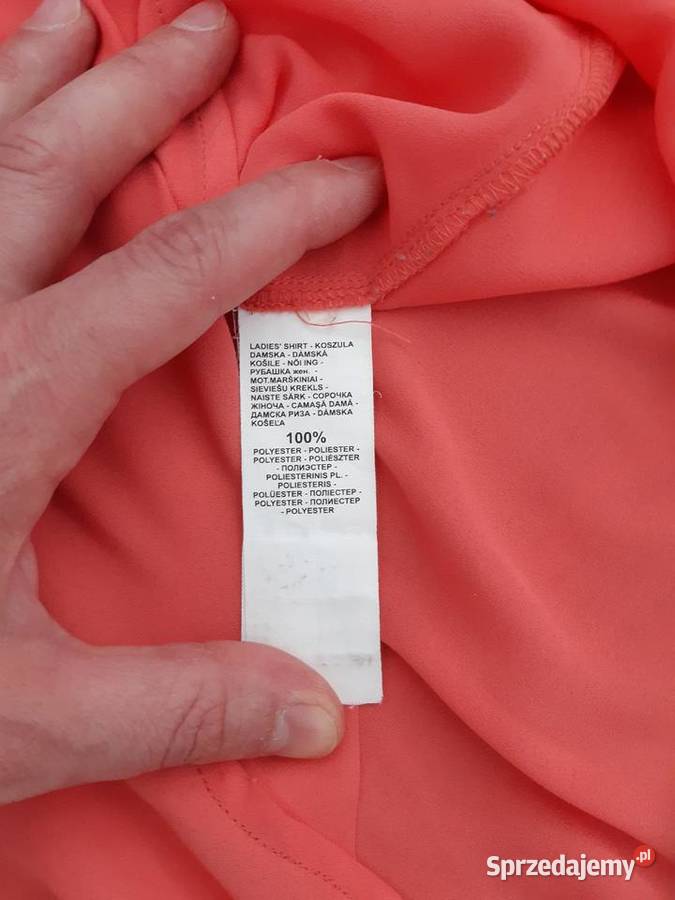 LADIES' SHIRT - KOSZULA
DAMSKA - DÁMSKÁ
KOŠILE - NŐI ING -
РУБАШКА жен. -
MOT.MARŠKINIAI -
SIEVIEŠU KREKLS -
NAISTE SÄRK - СОРОЧКА
ЖІНОЧА - CAMAŞĂ DAMĂ -
ДАМСКА РИЗА - DÁMSKA
KOŠEĽA
100%
POLYESTER - POLIESTER -
POLYESTER - POLIÉSZTER
- ПОЛИЭСТЕР -
POLIESTERINIS PL. -
POLIESTERIS -
POLÜESTER - ПОЛІЕСТЕР -
POLYESTER - ПОЛИЕСТЕР
- POLYESTER
Sprzedajemy.pl